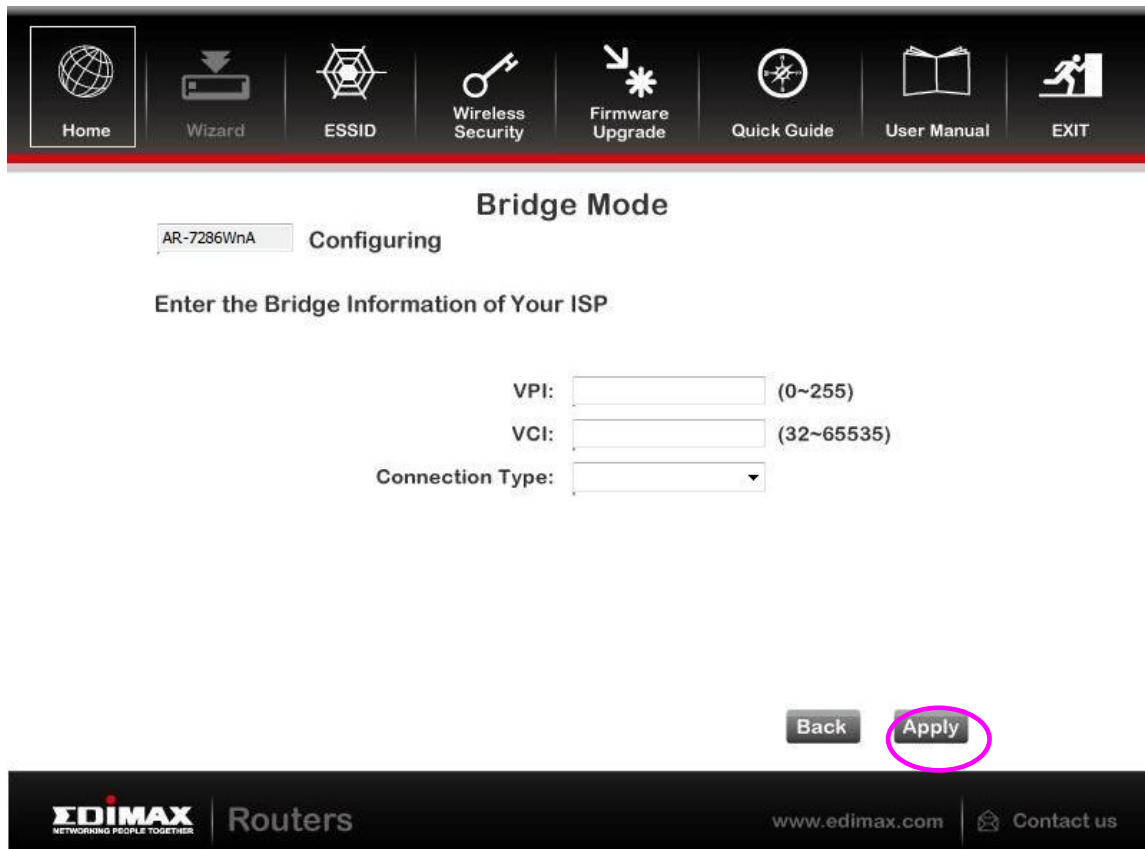 Home
Wizard
ESSID
Wireless
Security
Firmware
Upgrade
Quick Guide
User Manual
EXIT
Bridge Mode
AR-7286WnA Configuring
Enter the Bridge Information of Your ISP
VPI: (0~255)
VCI: (32~65535)
Connection Type:
Back Apply
EDIMAX
NETWORKING PEOPLE TOGETHER
Routers
www.edimax.com
Contact us